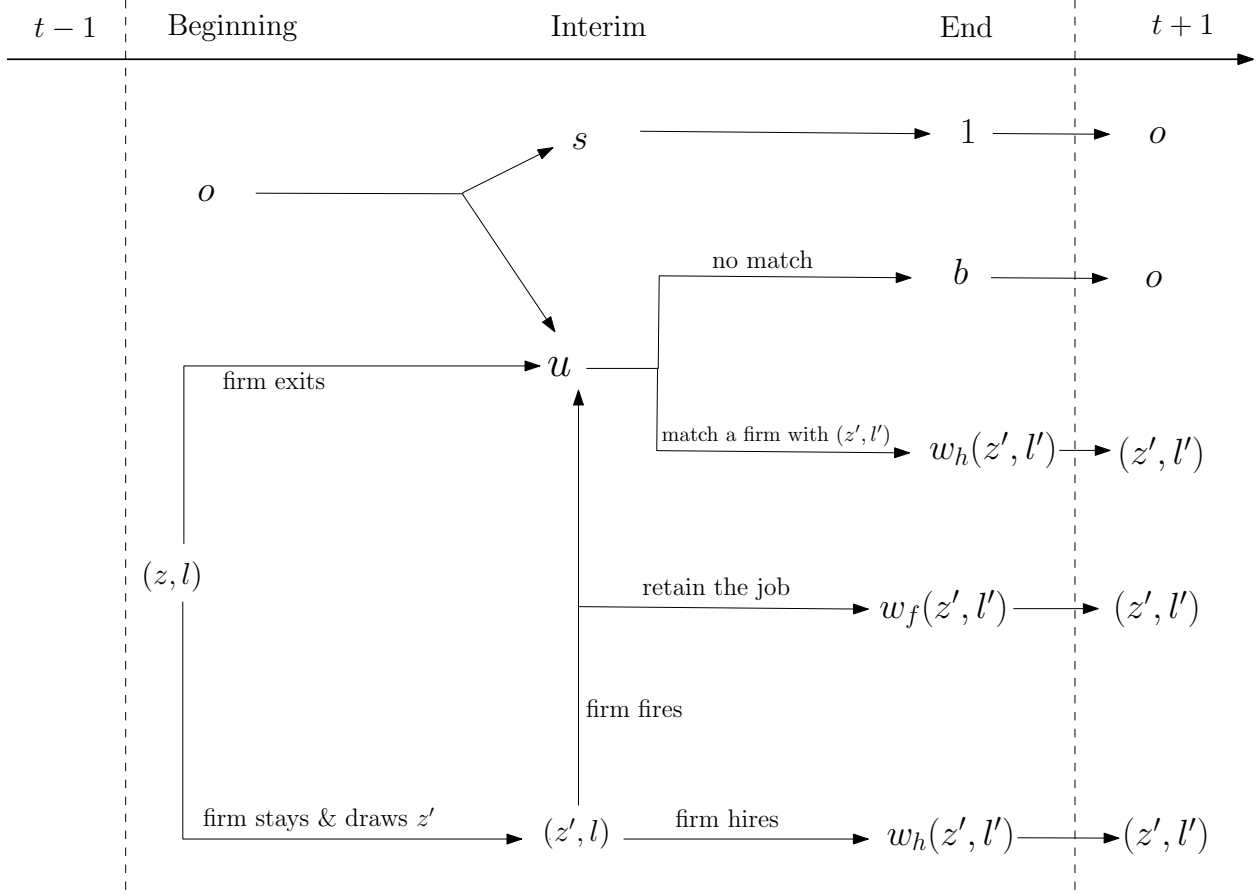 t − 1 Beginning Interim End t + 1
s 1 o
o
no match b o
firm exits u
match a firm with (z′, l′) w_h(z′, l′) (z′, l′)
(z, l)
retain the job w_f(z′, l′) (z′, l′)
firm fires
firm stays & draws z′ (z′, l) firm hires w_h(z′, l′) (z′, l′)